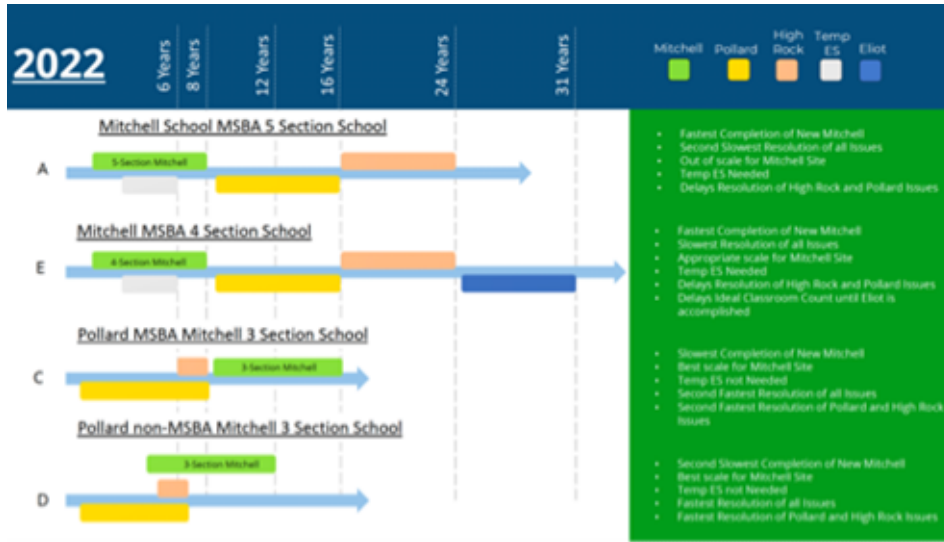 2022
6 Years
8 Years
12 Years
16 Years
24 Years
31 Years
Mitchell
Pollard
High
Rock
Temp
ES
Eliot
Mitchell School MSBA 5 Section School
A
5-Section Mitchell
• Fastest Completion of New Mitchell
• Second Slowest Resolution of all Issues
• Out of scale for Mitchell Site
• Temp ES Needed
• Delays Resolution of High Rock and Pollard Issues
Mitchell MSBA 4 Section School
E
4-Section Mitchell
• Fastest Completion of New Mitchell
• Slowest Resolution of all Issues
• Appropriate scale for Mitchell Site
• Temp ES Needed
• Delays Resolution of High Rock and Pollard Issues
• Delays Ideal Classroom Count until Eliot is
accomplished
Pollard MSBA Mitchell 3 Section School
C
3-Section Mitchell
• Slowest Completion of New Mitchell
• Best scale for Mitchell Site
• Temp ES not Needed
• Second Fastest Resolution of all Issues
• Second Fastest Resolution of Pollard and High Rock
Issues
Pollard non-MSBA Mitchell 3 Section School
D
3-Section Mitchell
• Second Slowest Completion of New Mitchell
• Best scale for Mitchell Site
• Temp ES not Needed
• Fastest Resolution of all Issues
• Fastest Resolution of Pollard and High Rock Issues